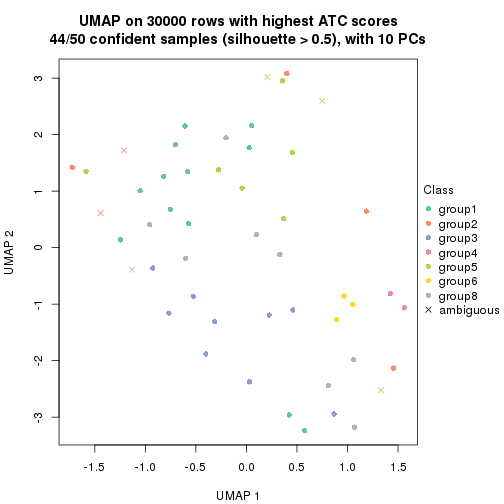 UMAP on 30000 rows with highest ATC scores
44/50 confident samples (silhouette > 0.5), with 10 PCs
UMAP 2
3
2
1
0
-1
-2
-3
-1.5
-1.0
-0.5
0.0
0.5
1.0
1.5
UMAP 1
Class
group1
group2
group3
group4
group5
group6
group8
ambiguous